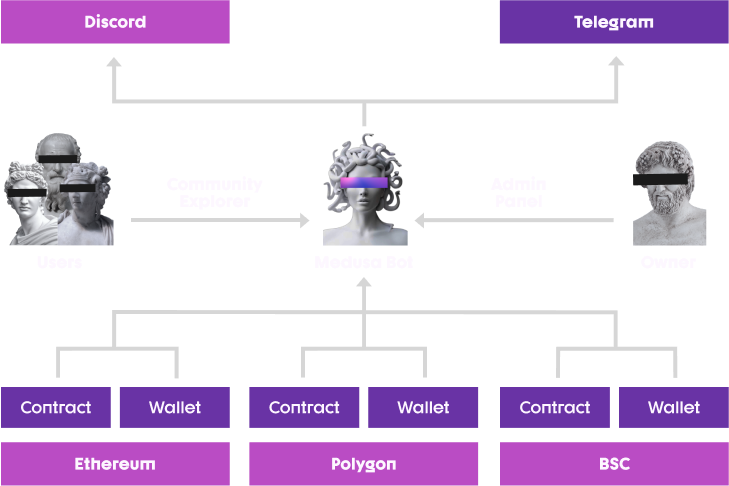 Discord
Telegram
Community
Explorer
Admin
Panel
Users
Medusa Bot
Owner
Contract
Wallet
Contract
Wallet
Contract
Wallet
Ethereum
Polygon
BSC